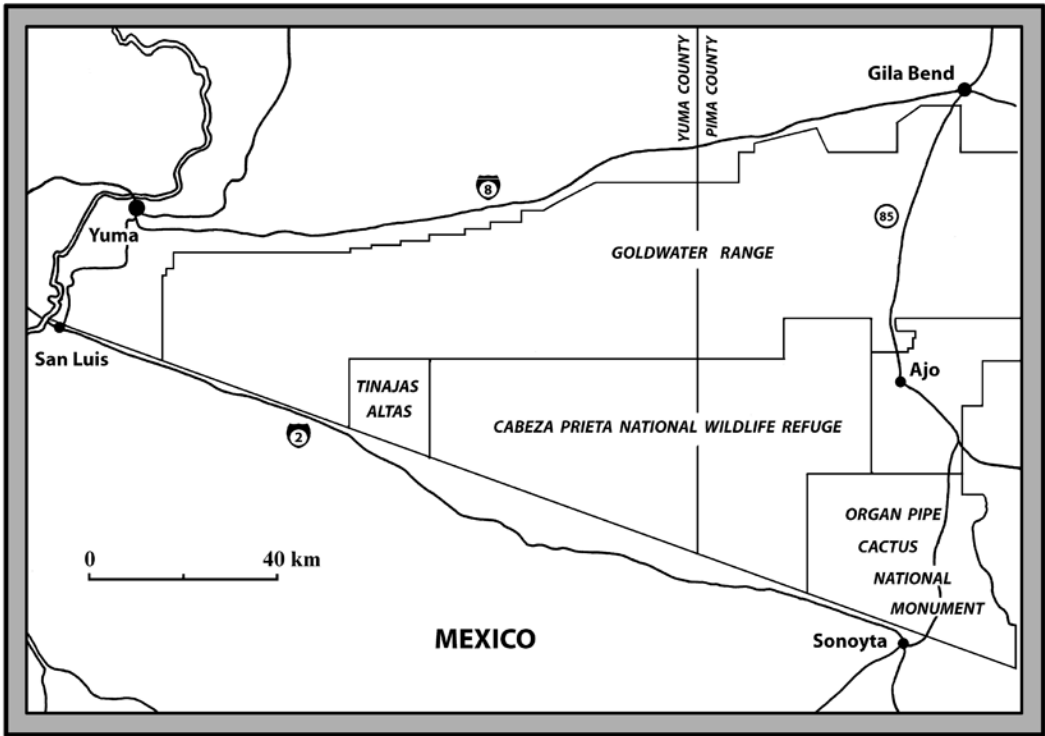 YUMA COUNTY
PIMA COUNTY
Gila Bend
8
Yuma
85
GOLDWATER RANGE
San Luis
TINAJAS
ALTAS
Ajo
2
CABEZA PRIETA NATIONAL WILDLIFE REFUGE
ORGAN PIPE
CACTUS
NATIONAL
MONUMENT
0 40 km
MEXICO
Sonoyta